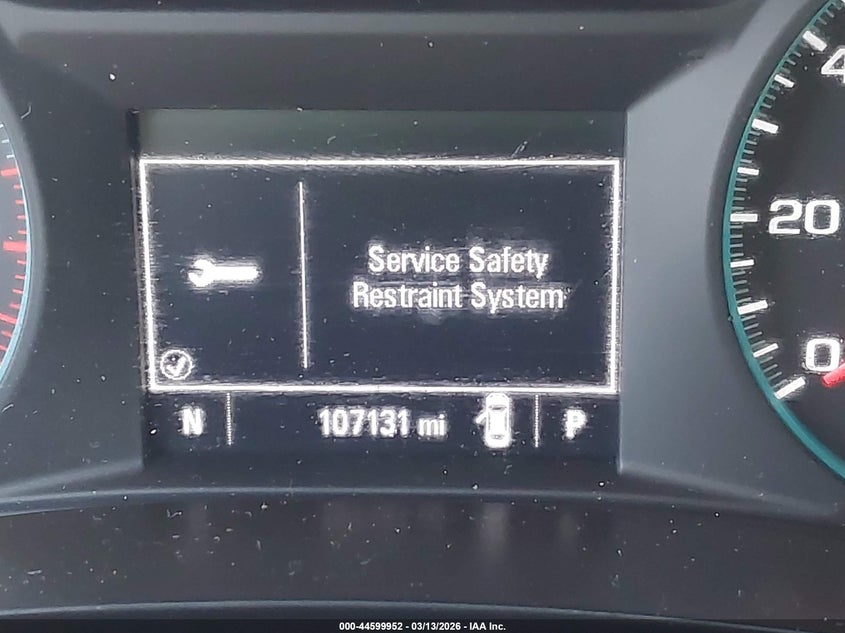 Service Safety
Restraint System
N 107131 mi P
4
20
0
000-44599952 - 03/13/2026 - IAA Inc.